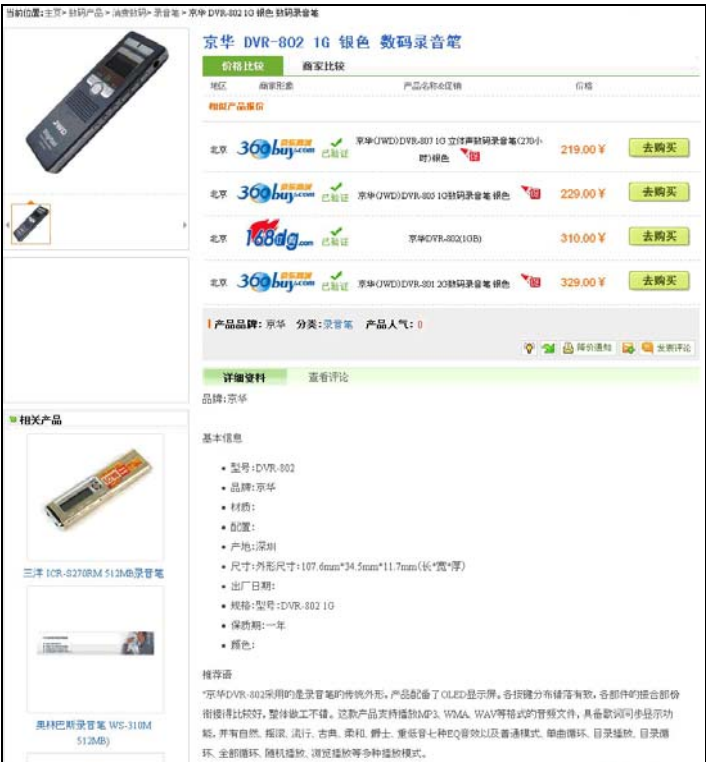 当前位置:主页> 数码产品> 消费数码> 录音笔> 京华 DVR-802 1G 银色 数码录音笔
京华 DVR-802 1G 银色 数码录音笔
价格比较 商家比较
地区 商家形象 产品名称&促销 价格
相似产品报价
北京 360buy.com 京东商城 已验证 京华(JWD)DVR-807 1G 立体声数码录音笔(270小
时)银色 219.00￥ 去购买
北京 360buy.com 京东商城 已验证 京华(JWD)DVR-805 1G数码录音笔 银色 229.00￥ 去购买
北京 168dg.com 已验证 京华DVR-802(1GB) 310.00￥ 去购买
北京 360buy.com 京东商城 已验证 京华(JWD)DVR-801 2G数码录音笔 银色 329.00￥ 去购买
产品品牌: 京华 分类:录音笔 产品人气: 0
降价通知 发表评论
详细资料 查看评论
品牌:京华
基本信息
• 型号:DVR-802
• 品牌:京华
• 材质:
• 配置:
• 产地:深圳
• 尺寸:外形尺寸:107.6mm*34.5mm*11.7mm(长*宽*厚)
• 出厂日期:
• 规格:型号:DVR-802 1G
• 保质期:一年
• 颜色:
推荐语
"京华DVR-802采用的是录音笔的传统外形，产品配备了OLED显示屏。各按键分布错落有致，各部件的接合部份
衔接得比较好，整体做工不错。这款产品支持播放MP3、WMA、WAV等格式的音频文件，具备歌词同步显示功
能，并有自然、摇滚、流行、古典、柔和、爵士、重低音七种EQ音效以及普通模式、单曲循环、目录播放、目录循
环、全部循环、随机播放、浏览播放等多种播放模式。
相关产品
三洋 ICR-S270RM 512MB录音笔
奥林巴斯录音笔 WS-310M
512MB)